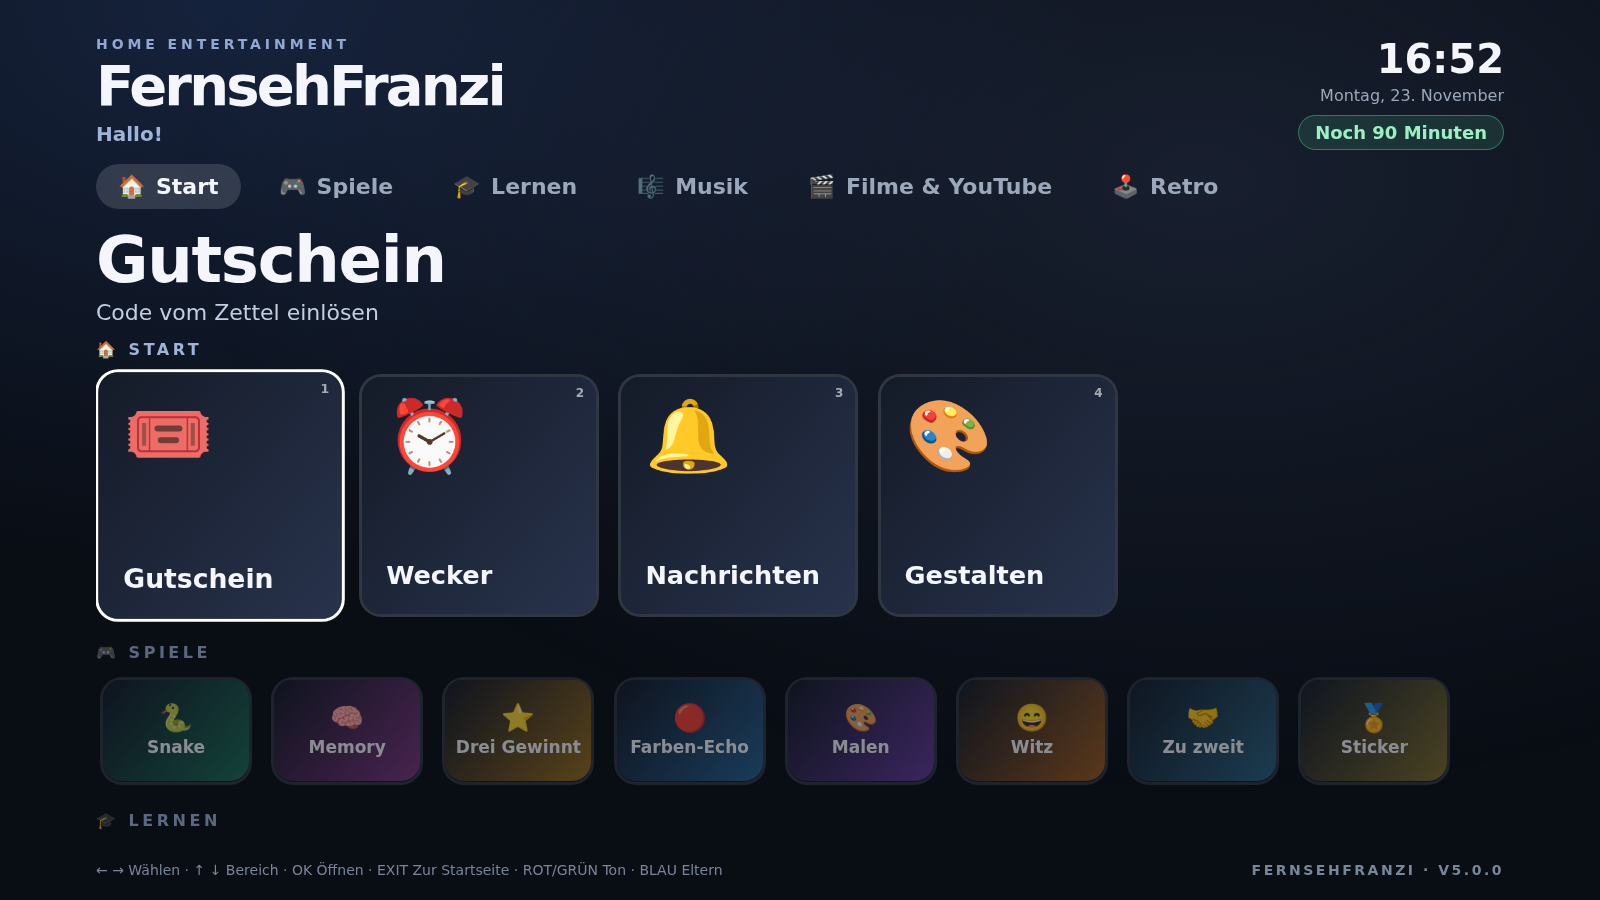 HOME ENTERTAINMENT
FernsehFranzi
Hallo!
16:52
Montag, 23. November
Noch 90 Minuten
Start
Spiele
Lernen
Musik
Filme & YouTube
Retro
Gutschein
Code vom Zettel einlösen
START
1
Gutschein
2
Wecker
3
Nachrichten
4
Gestalten
SPIELE
Snake
Memory
Drei Gewinnt
Farben-Echo
Malen
Witz
Zu zweit
Sticker
LERNEN
← → Wählen · ↑ ↓ Bereich · OK Öffnen · EXIT Zur Startseite · ROT/GRÜN Ton · BLAU Eltern
FERNSEHFRANZI · V5.0.0